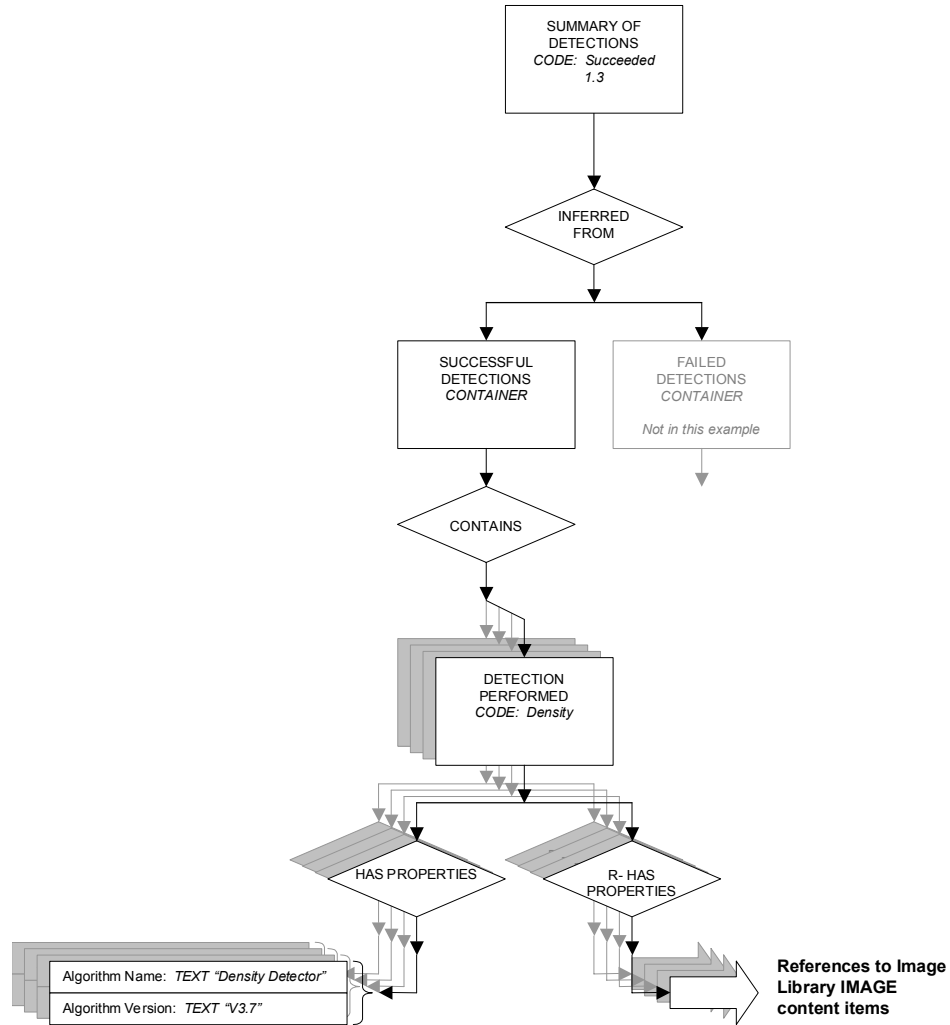 SUMMARY OF
DETECTIONS
CODE: Succeeded
1.3
INFERRED
FROM
SUCCESSFUL
DETECTIONS
CONTAINER
FAILED
DETECTIONS
CONTAINER
Not in this example
CONTAINS
DETECTION
PERFORMED
CODE: Density
HAS PROPERTIES
R- HAS
PROPERTIES
Algorithm Name: TEXT “Density Detector”
Algorithm Version: TEXT “V3.7”
References to Image
Library IMAGE
content items